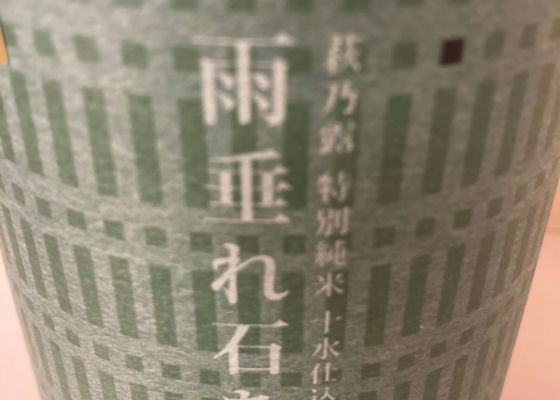 萩乃露 特別純米 十水仕込
雨垂れ石